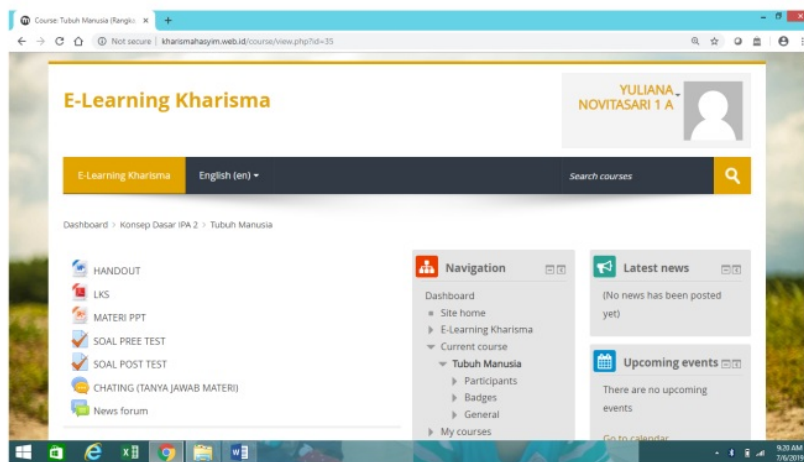 Course: Tubuh Manusia (Rangka
Not secure | kharismahasyim.web.id/course/view.php?id=35
E-Learning Kharisma
YULIANA
NOVITASARI 1 A
E-Learning Kharisma
English (en)
Search courses
Dashboard > Konsep Dasar IPA 2 > Tubuh Manusia
HANDOUT
LKS
MATERI PPT
SOAL PREE TEST
SOAL POST TEST
CHATING (TANYA JAWAB MATERI)
News forum
Navigation
Dashboard
Site home
E-Learning Kharisma
Current course
Tubuh Manusia
Participants
Badges
General
My courses
Latest news
(No news has been posted
yet)
Upcoming events
There are no upcoming
events
Go to calendar
9:20 AM
7/6/2019